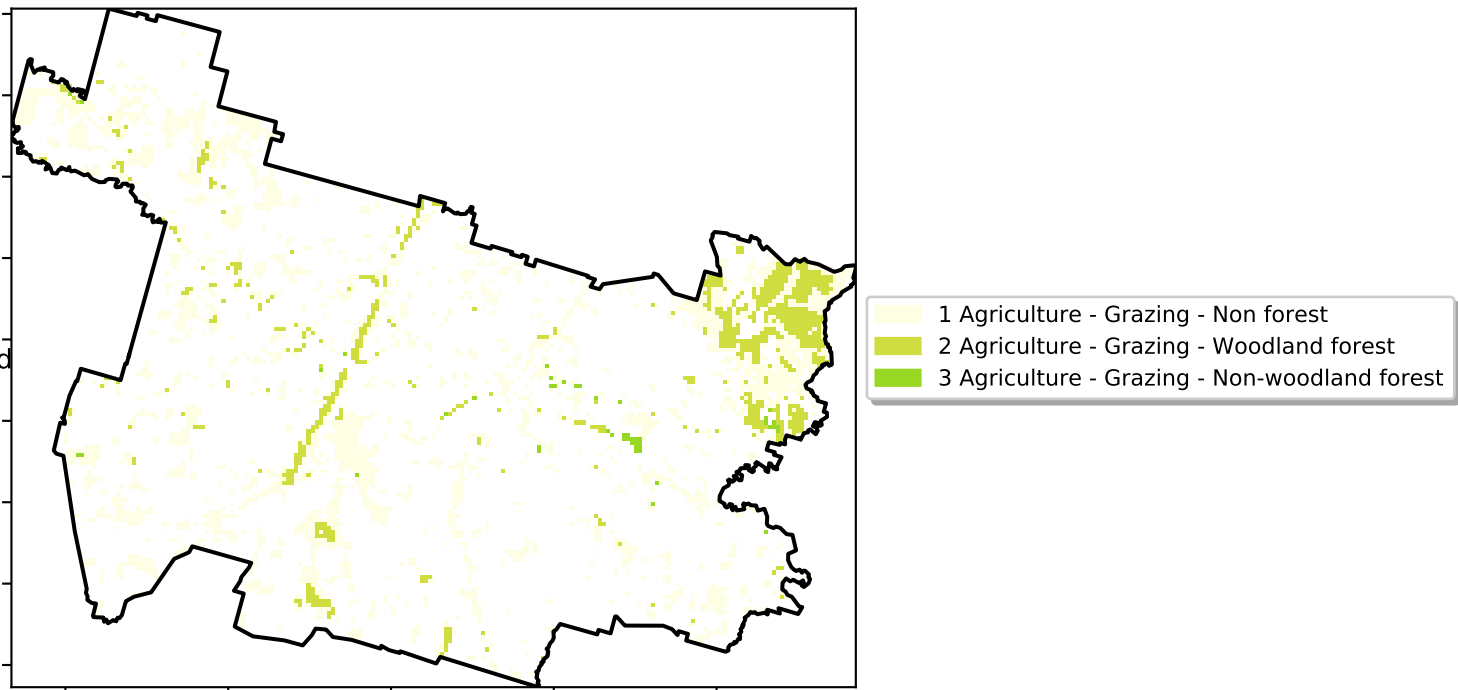 1 Agriculture - Grazing - Non forest
2 Agriculture - Grazing - Woodland forest
3 Agriculture - Grazing - Non-woodland forest
d